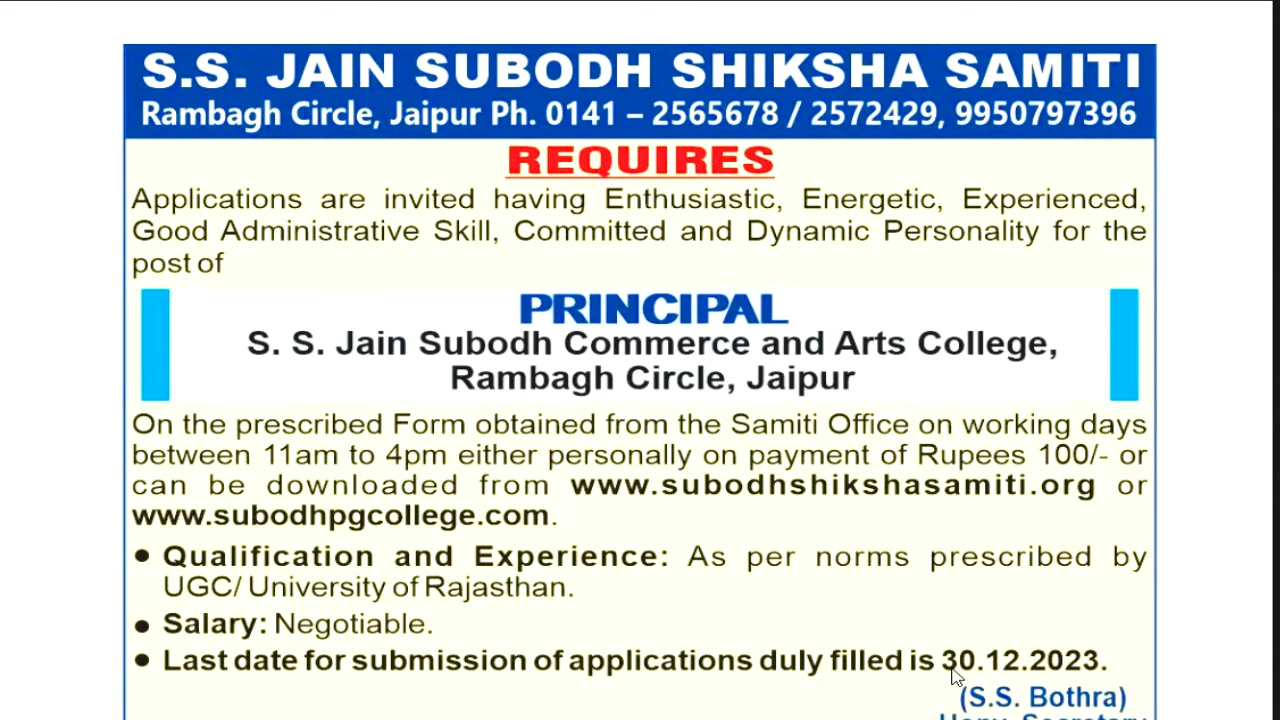 S.S. JAIN SUBODH SHIKSHA SAMITI
Rambagh Circle, Jaipur Ph. 0141 – 2565678 / 2572429, 9950797396
REQUIRES
Applications are invited having Enthusiastic, Energetic, Experienced,
Good Administrative Skill, Committed and Dynamic Personality for the
post of
PRINCIPAL
S. S. Jain Subodh Commerce and Arts College,
Rambagh Circle, Jaipur
On the prescribed Form obtained from the Samiti Office on working days
between 11am to 4pm either personally on payment of Rupees 100/- or
can be downloaded from www.subodhshikshasamiti.org or
www.subodhpgcollege.com.
• Qualification and Experience: As per norms prescribed by
UGC/ University of Rajasthan.
• Salary: Negotiable.
• Last date for submission of applications duly filled is 30.12.2023.
(S.S. Bothra)
Hony. Secretary